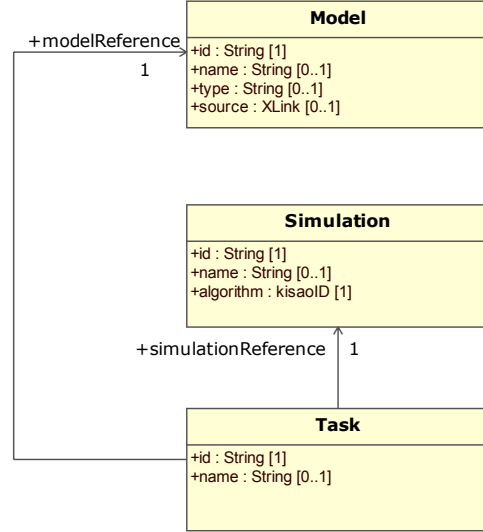 Model
+modelReference
1
+id : String [1]
+name : String [0..1]
+type : String [0..1]
+source : XLink [0..1]
Simulation
+id : String [1]
+name : String [0..1]
+algorithm : kisaoID [1]
+simulationReference 1
Task
+id : String [1]
+name : String [0..1]